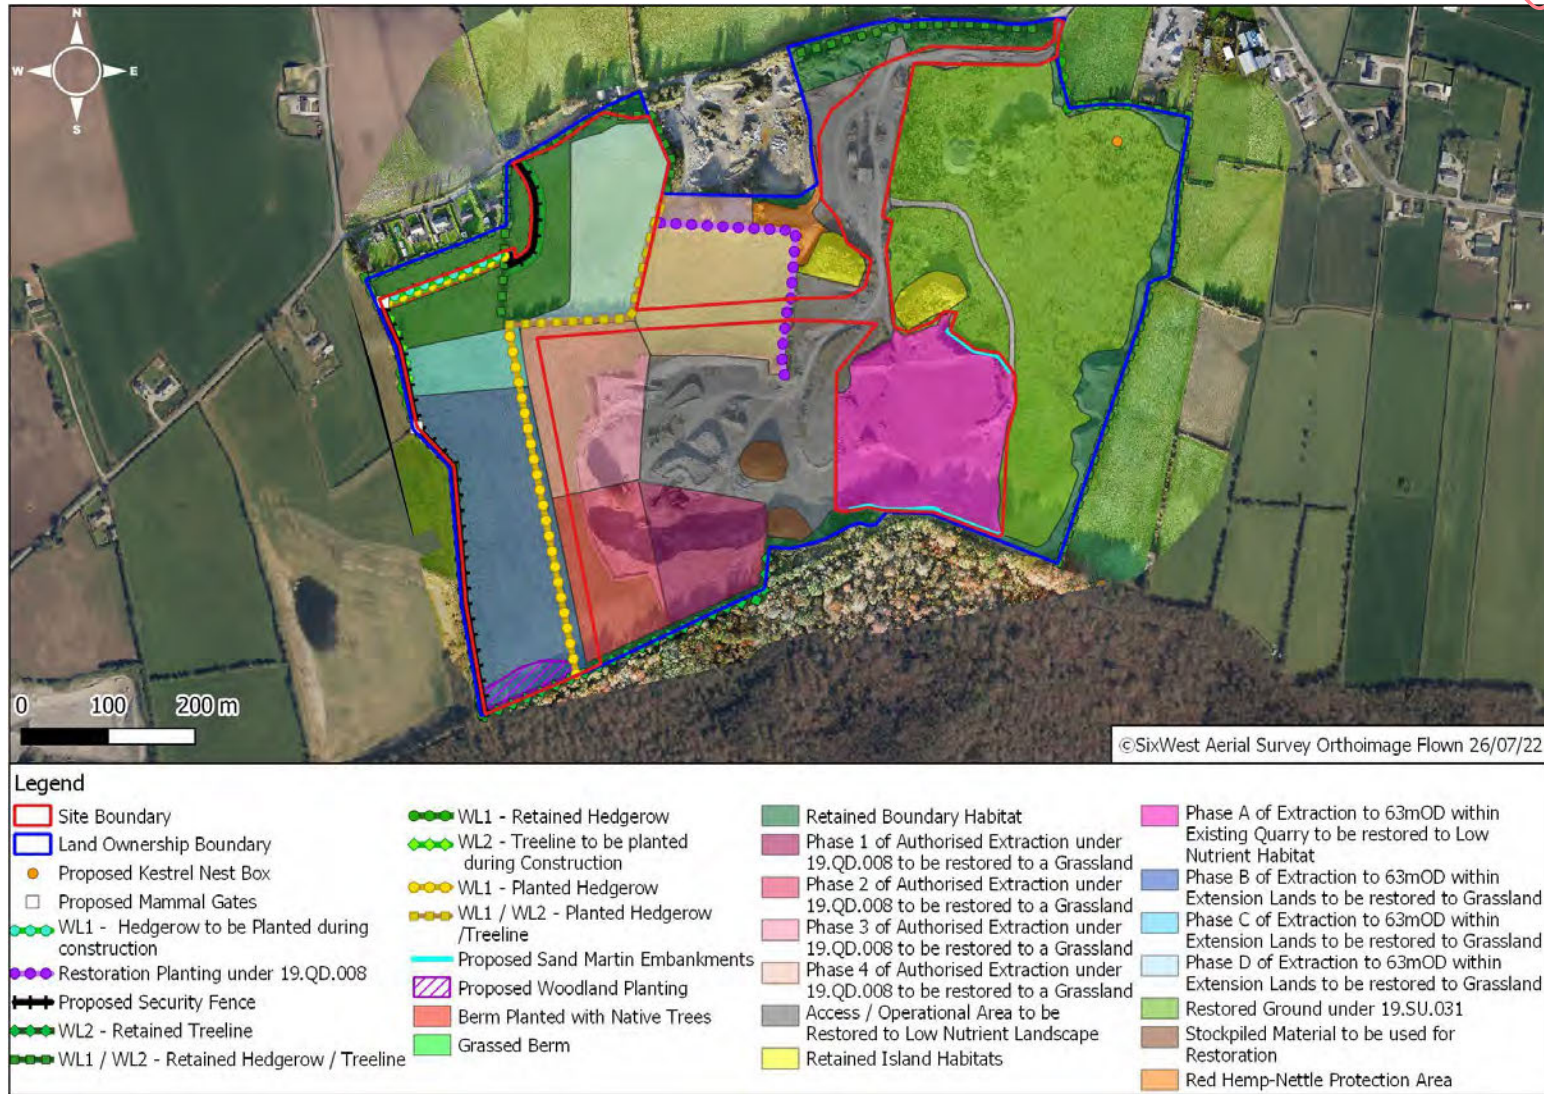 N
W
E
S
0 100 200 m
©SixWest Aerial Survey Orthoimage Flown 26/07/22
Legend
Site Boundary
Land Ownership Boundary
Proposed Kestrel Nest Box
Proposed Mammal Gates
WL1 - Hedgerow to be Planted during
construction
Restoration Planting under 19.QD.008
Proposed Security Fence
WL2 - Retained Treeline
WL1 / WL2 - Retained Hedgerow / Treeline
WL1 - Retained Hedgerow
WL2 - Treeline to be planted
during Construction
WL1 - Planted Hedgerow
WL1 / WL2 - Planted Hedgerow
/Treeline
Proposed Sand Martin Embankments
Proposed Woodland Planting
Berm Planted with Native Trees
Grassed Berm
Retained Boundary Habitat
Phase 1 of Authorised Extraction under
19.QD.008 to be restored to a Grassland
Phase 2 of Authorised Extraction under
19.QD.008 to be restored to a Grassland
Phase 3 of Authorised Extraction under
19.QD.008 to be restored to a Grassland
Phase 4 of Authorised Extraction under
19.QD.008 to be restored to a Grassland
Access / Operational Area to be
Restored to Low Nutrient Landscape
Retained Island Habitats
Phase A of Extraction to 63mOD within
Existing Quarry to be restored to Low
Nutrient Habitat
Phase B of Extraction to 63mOD within
Extension Lands to be restored to Grassland
Phase C of Extraction to 63mOD within
Extension Lands to be restored to Grassland
Phase D of Extraction to 63mOD within
Extension Lands to be restored to Grassland
Restored Ground under 19.SU.031
Stockpiled Material to be used for
Restoration
Red Hemp-Nettle Protection Area